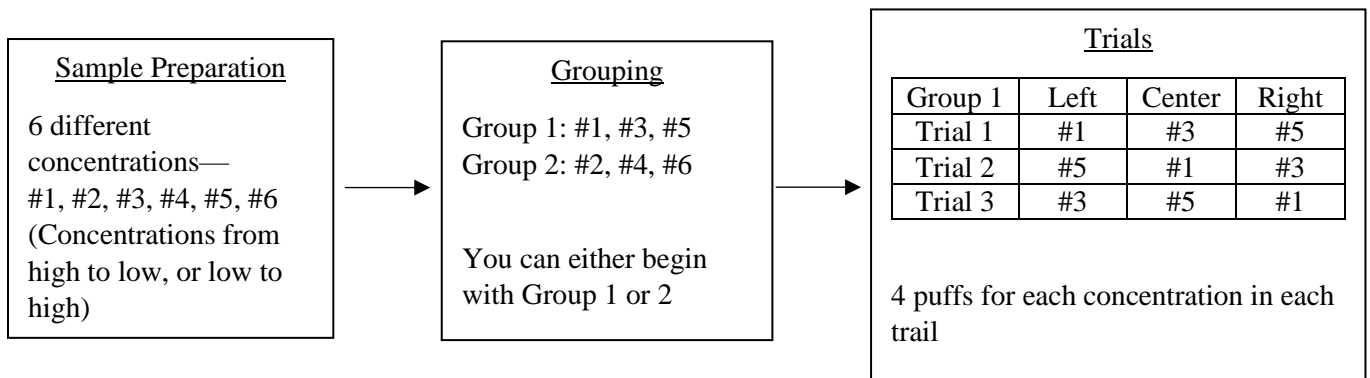 Sample Preparation
6 different
concentrations—
#1, #2, #3, #4, #5, #6
(Concentrations from
high to low, or low to
high)
Grouping
Group 1: #1, #3, #5
Group 2: #2, #4, #6
You can either begin
with Group 1 or 2
Trials
Group 1 Left Center Right
Trial 1 #1 #3 #5
Trial 2 #5 #1 #3
Trial 3 #3 #5 #1
4 puffs for each concentration in each
trail